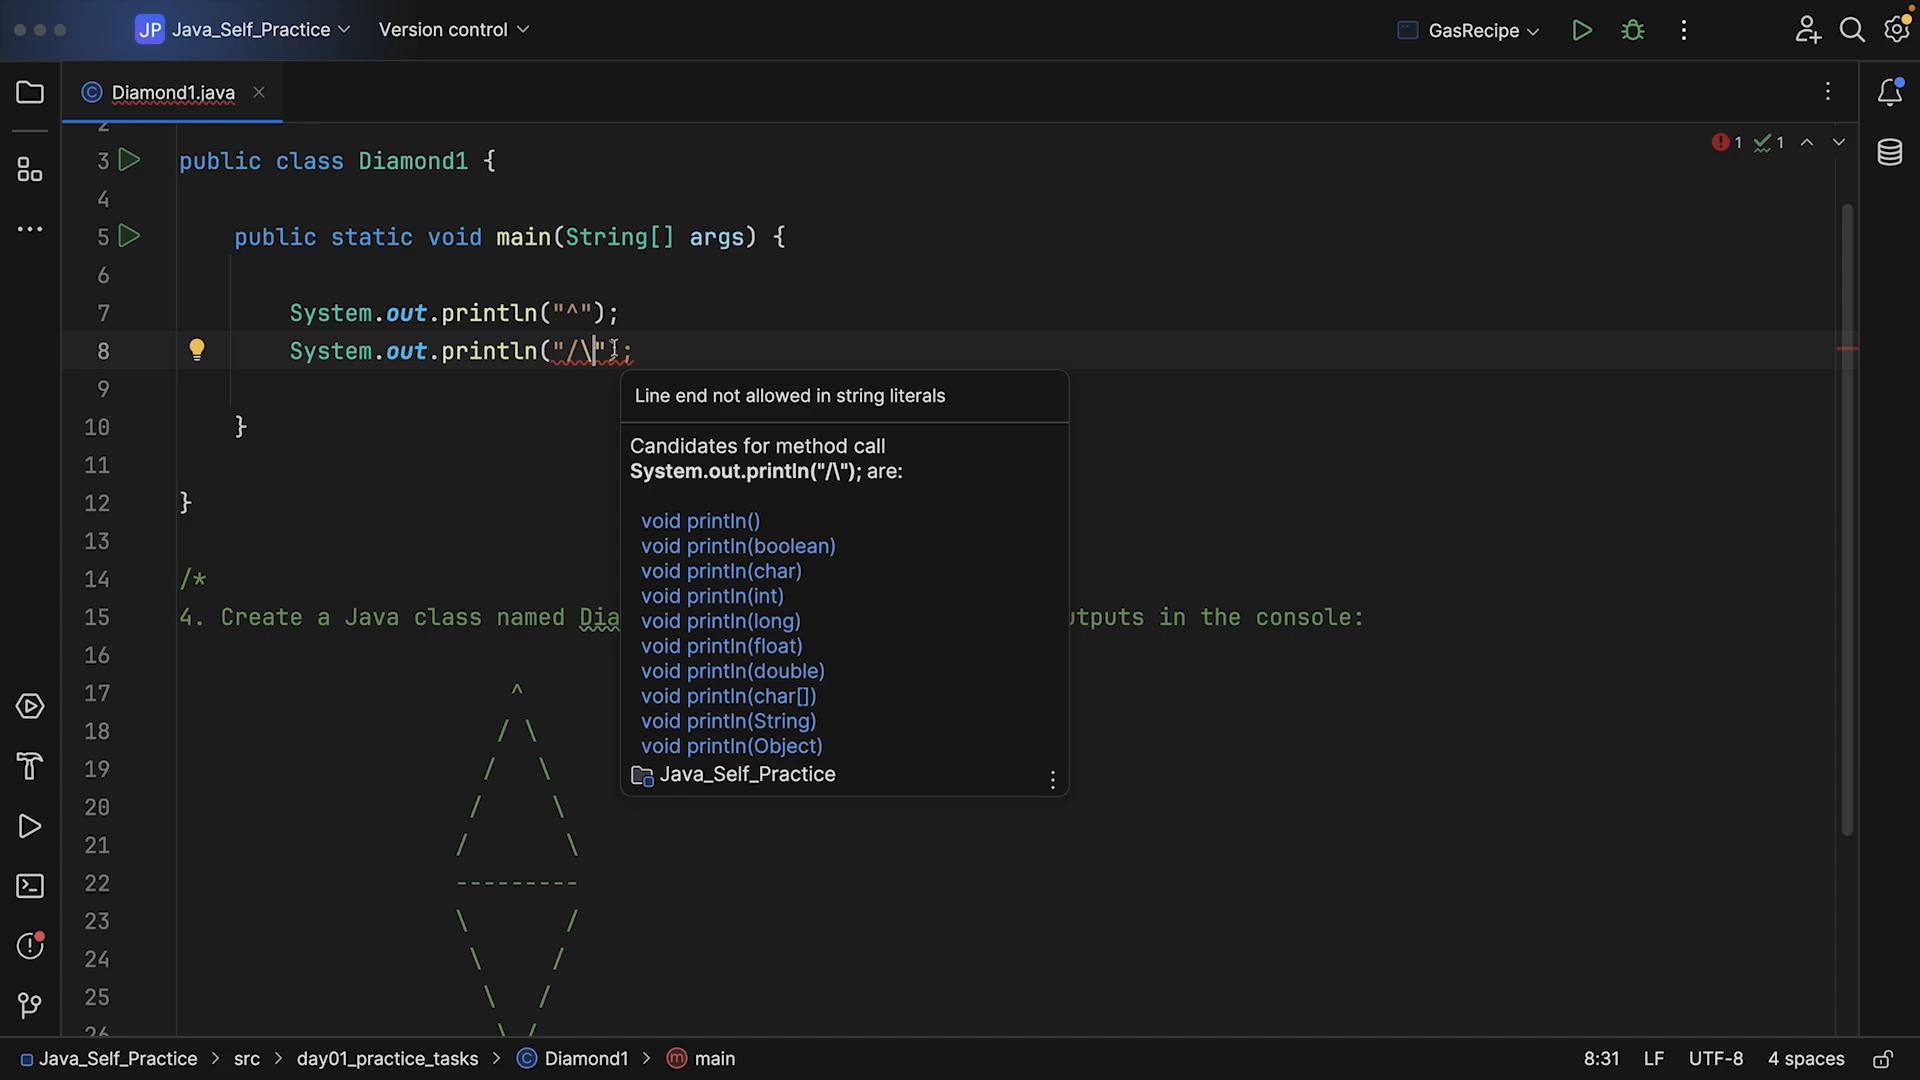 JP Java_Self_Practice Version control GasRecipe
Diamond1.java
2
1 1
3 public class Diamond1 {
4
5 public static void main(String[] args) {
6
7 System.out.println("^");
8 System.out.println("/\");
9
10 }
11
12 }
13
14 /*
Line end not allowed in string literals
Candidates for method call
System.out.println("/\"); are:
void println()
void println(boolean)
void println(char)
void println(int)
void println(long)
void println(float)
void println(double)
void println(char[])
void println(String)
void println(Object)
Java_Self_Practice
15 4. Create a Java class named Dia utputs in the console:
16
17 ^
18 / \
19 /   \
20 /     \
21 /       \
22 ---------
23 \       /
24 \     /
25 \   /
26 \ /
Java_Self_Practice > src > day01_practice_tasks > Diamond1 > main 8:31 LF UTF-8 4 spaces